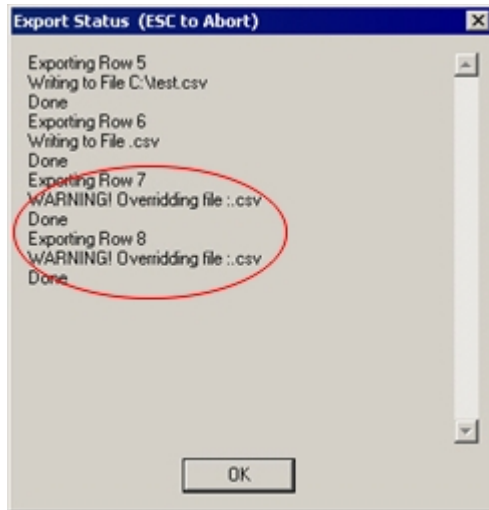 Export Status (ESC to Abort)
Exporting Row 5
Writing to File C:\test.csv
Done
Exporting Row 6
Writing to File .csv
Done
Exporting Row 7
WARNING! Overridding file :.csv
Done
Exporting Row 8
WARNING! Overridding file :.csv
Done
OK